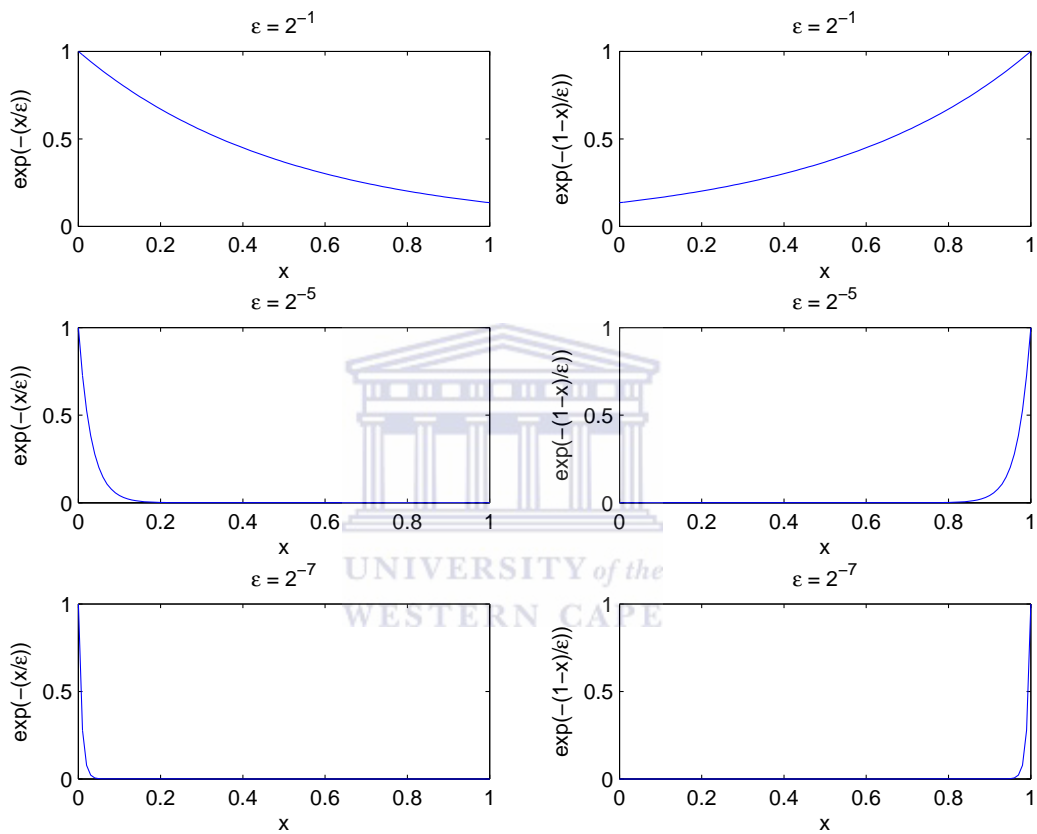 ε = 2⁻¹
exp(−(x/ε))
1
0.5
0
0 0.2 0.4 0.6 0.8 1
x
ε = 2⁻¹
exp(−(1−x)/ε))
1
0.5
0
0 0.2 0.4 0.6 0.8 1
x
ε = 2⁻⁵
exp(−(x/ε))
1
0.5
0
0 0.2 0.4 0.6 0.8 1
x
ε = 2⁻⁵
exp(−(1−x)/ε))
1
0.5
0
0 0.2 0.4 0.6 0.8 1
x
UNIVERSITY of the
WESTERN CAPE
ε = 2⁻⁷
exp(−(x/ε))
1
0.5
0
0 0.2 0.4 0.6 0.8 1
x
ε = 2⁻⁷
exp(−(1−x)/ε))
1
0.5
0
0 0.2 0.4 0.6 0.8 1
x